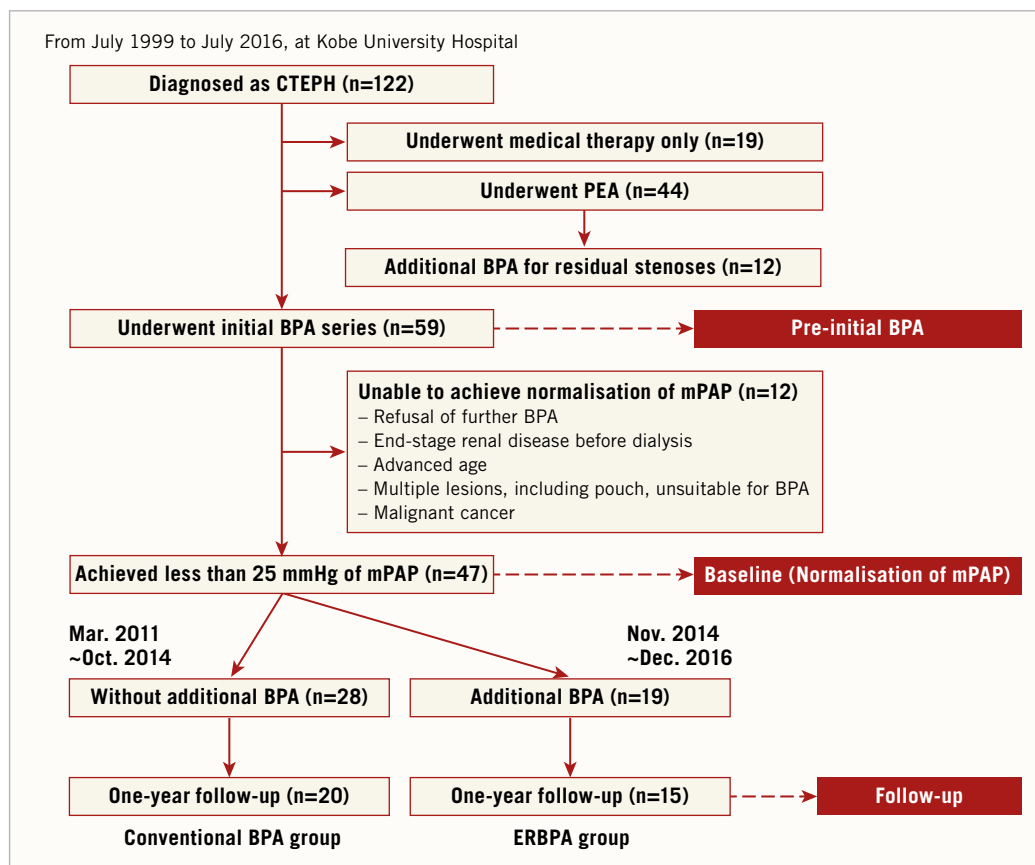 From July 1999 to July 2016, at Kobe University Hospital
Diagnosed as CTEPH (n=122)
Underwent medical therapy only (n=19)
Underwent PEA (n=44)
Additional BPA for residual stenoses (n=12)
Underwent initial BPA series (n=59)
Pre-initial BPA
Unable to achieve normalisation of mPAP (n=12)
– Refusal of further BPA
– End-stage renal disease before dialysis
– Advanced age
– Multiple lesions, including pouch, unsuitable for BPA
– Malignant cancer
Achieved less than 25 mmHg of mPAP (n=47)
Baseline (Normalisation of mPAP)
Mar. 2011
~Oct. 2014
Nov. 2014
~Dec. 2016
Without additional BPA (n=28)
Additional BPA (n=19)
One-year follow-up (n=20)
One-year follow-up (n=15)
Follow-up
Conventional BPA group
ERBPA group